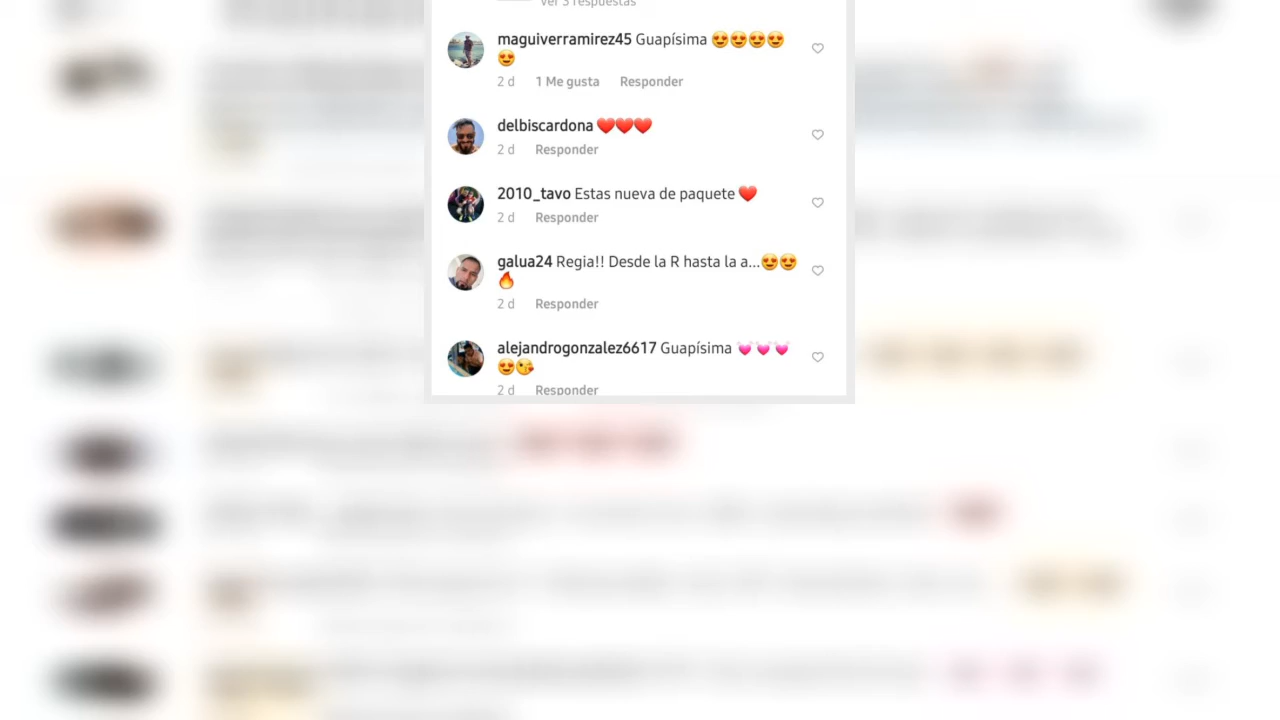 Ver 3 respuestas
maguiverramirez45 Guapísima 😍😍😍😍
😍
2 d 1 Me gusta Responder
delbiscardona ❤️❤️❤️
2 d Responder
2010_tavo Estas nueva de paquete ❤️
2 d Responder
galua24 Regia!! Desde la R hasta la a...😍😍
🔥
2 d Responder
alejandrogonzalez6617 Guapísima 💓💓💓
😍😘
2 d Responder